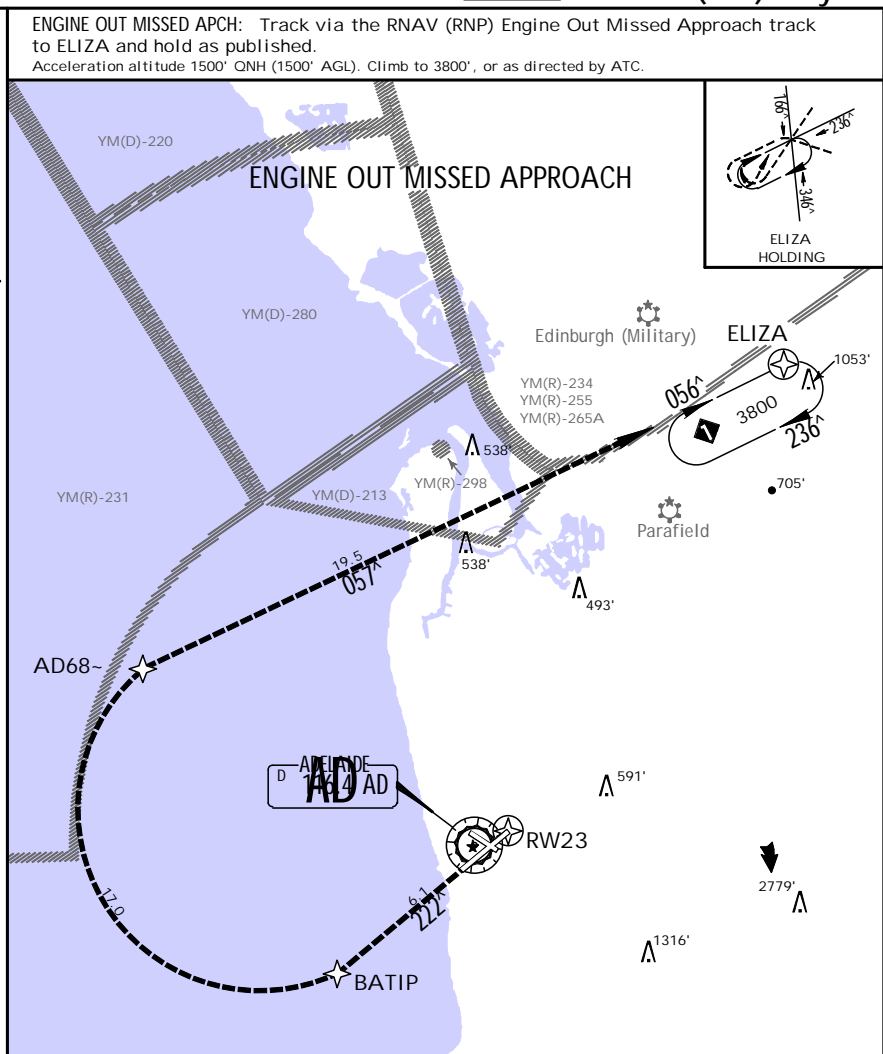 ENGINE OUT MISSED APCH: Track via the RNAV (RNP) Engine Out Missed Approach track
to ELIZA and hold as published.
Acceleration altitude 1500' QNH (1500' AGL). Climb to 3800', or as directed by ATC.
166^
236^
346^
ELIZA
HOLDING
YM(D)-220
ENGINE OUT MISSED APPROACH
YM(D)-280
Edinburgh (Military)
ELIZA
1053'
YM(R)-234
YM(R)-255
YM(R)-265A
056^
3800
1
236^
538'
YM(R)-298
YM(R)-231
YM(D)-213
705'
Parafield
538'
19.5
057^
493'
AD68~
ADELAIDE
D
AD
AD
591'
RW23
2779'
17.0
6.1
222^
1316'
BATIP